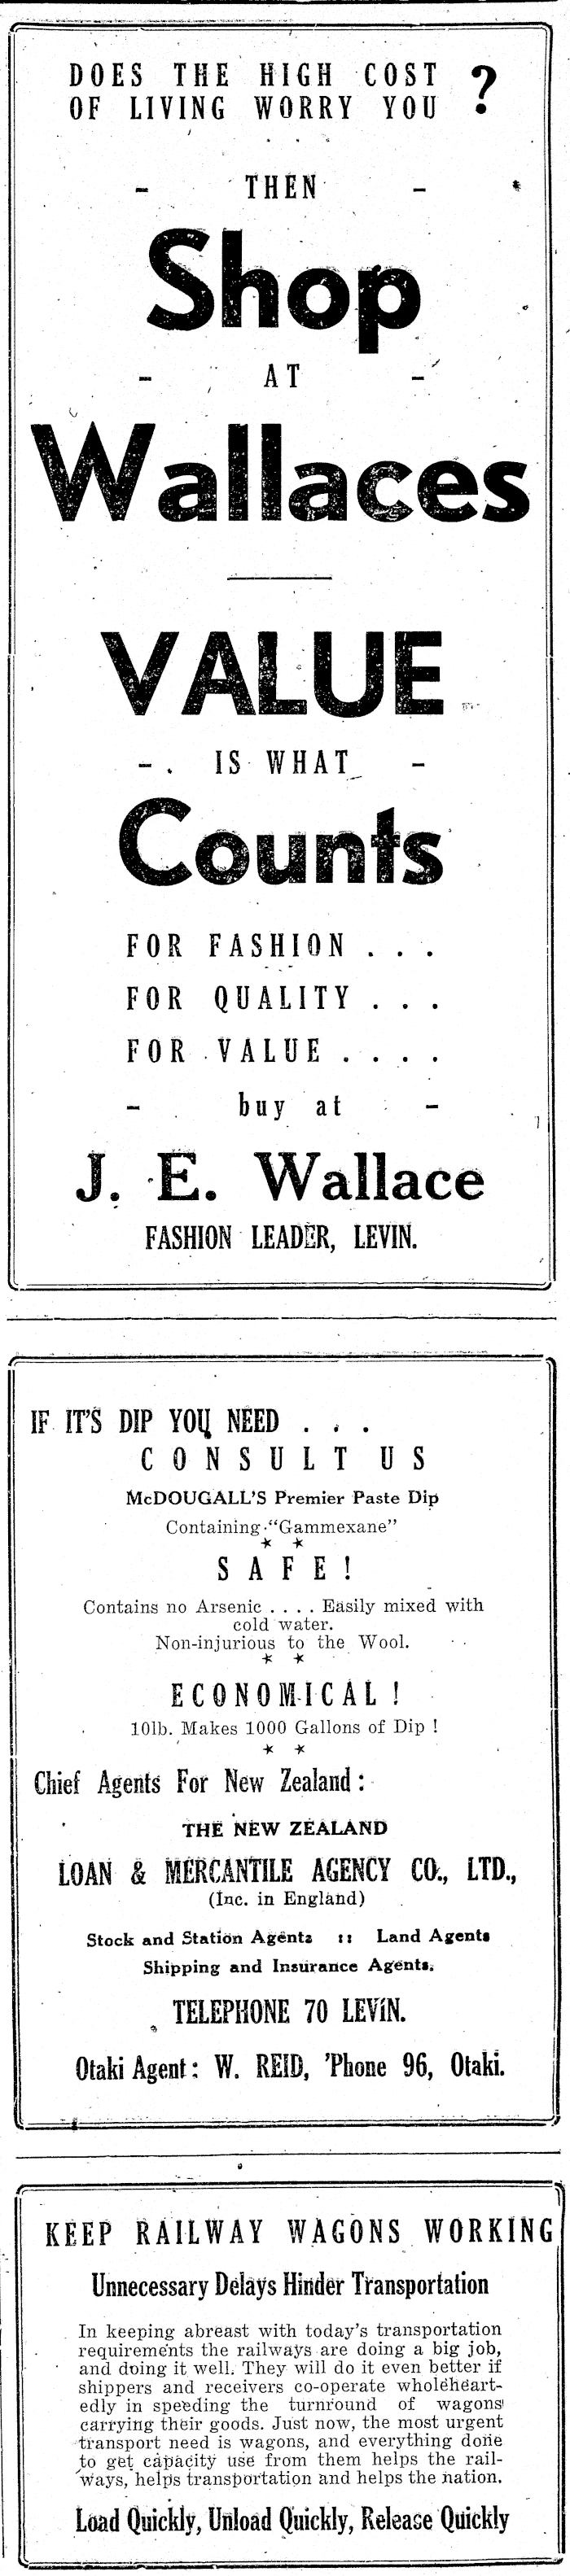 DOES THE HIGH COST
OF LIVING WORRY YOU ?
- THEN -
Shop
- AT -
Wallaces
VALUE
- IS WHAT -
Counts
FOR FASHION . . .
FOR QUALITY . . .
FOR VALUE . . . .
- buy at -
J. E. Wallace
FASHION LEADER, LEVIN.
IF IT'S DIP YOU NEED . . .
CONSULT US
McDOUGALL'S Premier Paste Dip
Containing "Gammexane"
* *
SAFE!
Contains no Arsenic . . . . Easily mixed with
cold water.
Non-injurious to the Wool.
* *
ECONOMICAL!
10lb. Makes 1000 Gallons of Dip !
* *
Chief Agents For New Zealand :
THE NEW ZEALAND
LOAN & MERCANTILE AGENCY CO., LTD.,
(Inc. in England)
Stock and Station Agents :: Land Agents
Shipping and Insurance Agents.
TELEPHONE 70 LEVIN.
Otaki Agent : W. REID, 'Phone 96, Otaki.
KEEP RAILWAY WAGONS WORKING
Unnecessary Delays Hinder Transportation
In keeping abreast with today's transportation
requirements the railways are doing a big job,
and doing it well. They will do it even better if
shippers and receivers co-operate wholeheart-
edly in speeding the turnround of wagons
carrying their goods. Just now, the most urgent
transport need is wagons, and everything done
to get capacity use from them helps the rail-
ways, helps transportation and helps the nation.
Load Quickly, Unload Quickly, Release Quickly